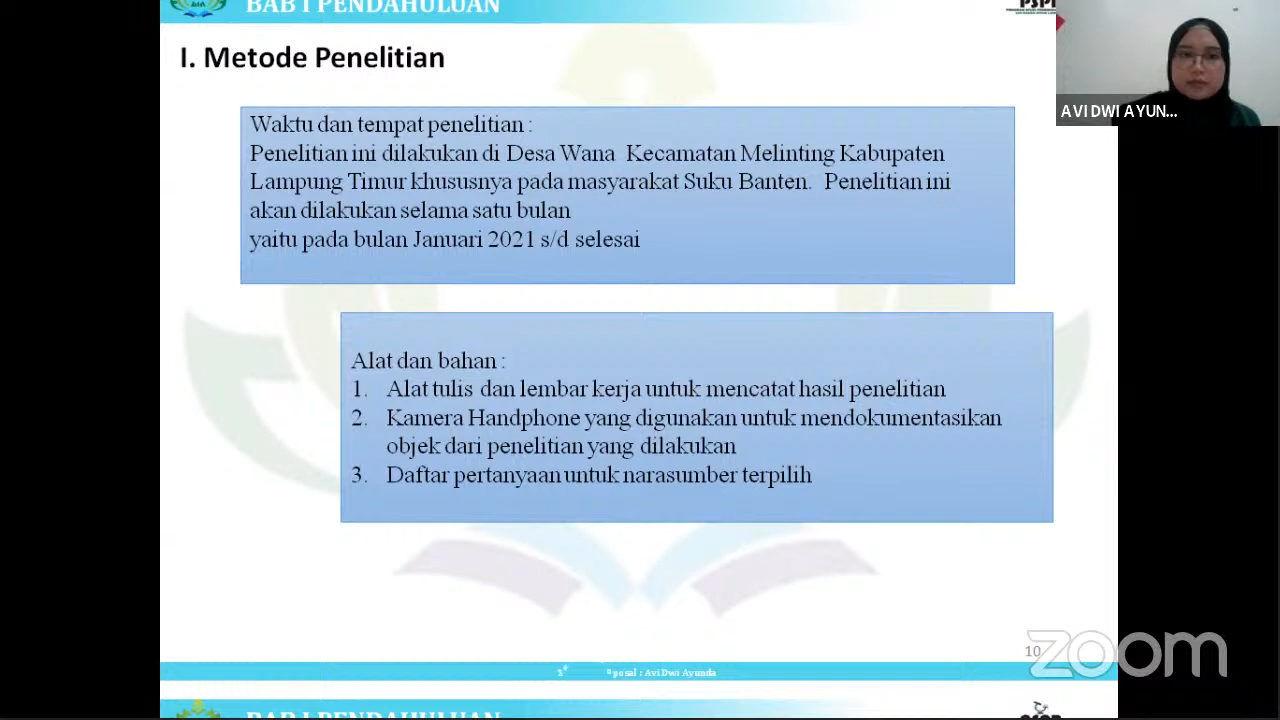 BAB I PENDAHULUAN
I. Metode Penelitian
AVI DWI AYUN...
Waktu dan tempat penelitian :
Penelitian ini dilakukan di Desa Wana Kecamatan Melinting Kabupaten
Lampung Timur khususnya pada masyarakat Suku Banten. Penelitian ini
akan dilakukan selama satu bulan
yaitu pada bulan Januari 2021 s/d selesai
Alat dan bahan :
1. Alat tulis dan lembar kerja untuk mencatat hasil penelitian
2. Kamera Handphone yang digunakan untuk mendokumentasikan
objek dari penelitian yang dilakukan
3. Daftar pertanyaan untuk narasumber terpilih
10
zoom
: Avi Dwi Ayunda
BAB I PENDAHULUAN